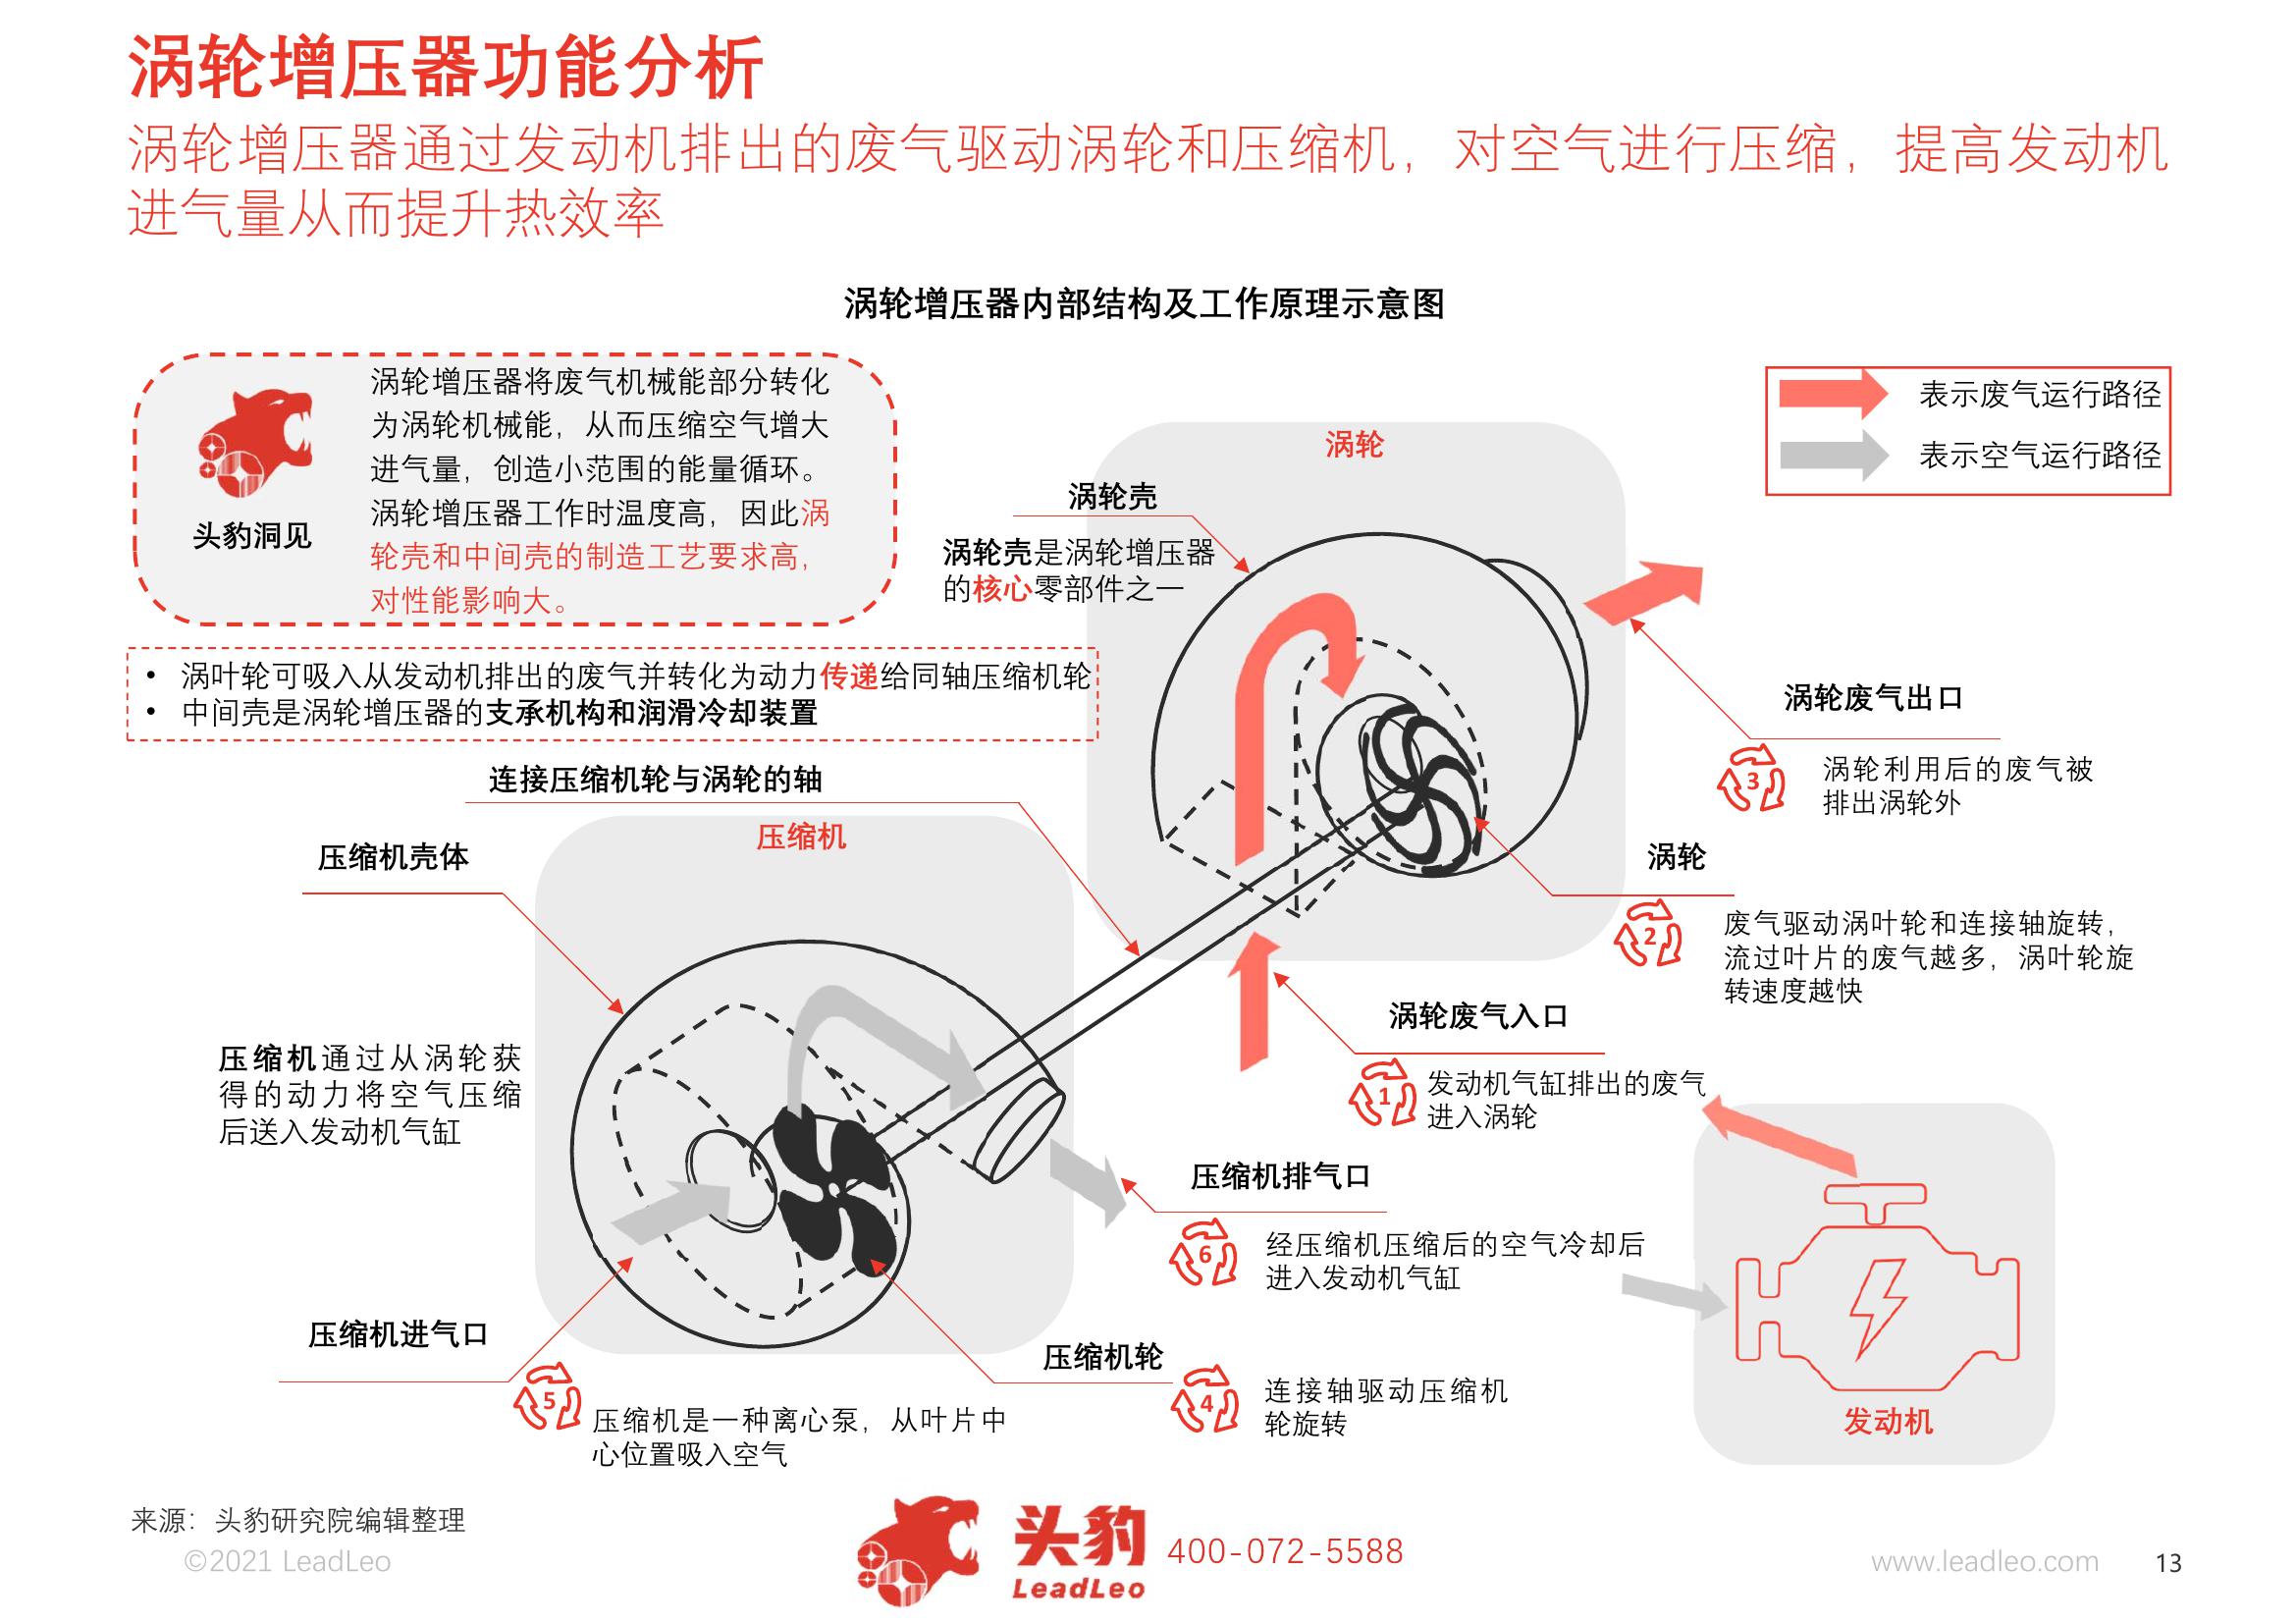 涡轮增压器功能分析
涡轮增压器通过发动机排出的废气驱动涡轮和压缩机，对空气进行压缩，提高发动机
进气量从而提升热效率
涡轮增压器内部结构及工作原理示意图
头豹洞见
涡轮增压器将废气机械能部分转化
为涡轮机械能，从而压缩空气增大
进气量，创造小范围的能量循环。
涡轮增压器工作时温度高，因此涡
轮壳和中间壳的制造工艺要求高，
对性能影响大。
表示废气运行路径
表示空气运行路径
涡轮
涡轮壳
涡轮壳是涡轮增压器
的核心零部件之一
• 涡叶轮可吸入从发动机排出的废气并转化为动力传递给同轴压缩机轮
• 中间壳是涡轮增压器的支承机构和润滑冷却装置
涡轮废气出口
3
涡轮利用后的废气被
排出涡轮外
连接压缩机轮与涡轮的轴
压缩机
压缩机壳体
涡轮
2
废气驱动涡叶轮和连接轴旋转，
流过叶片的废气越多，涡叶轮旋
转速度越快
涡轮废气入口
1
发动机气缸排出的废气
进入涡轮
压缩机通过从涡轮获
得的动力将空气压缩
后送入发动机气缸
压缩机排气口
6
经压缩机压缩后的空气冷却后
进入发动机气缸
压缩机进气口
5
压缩机是一种离心泵，从叶片中
心位置吸入空气
压缩机轮
4
连接轴驱动压缩机
轮旋转
发动机
来源：头豹研究院编辑整理
©2021 LeadLeo
头豹
LeadLeo
400-072-5588
www.leadleo.com
13